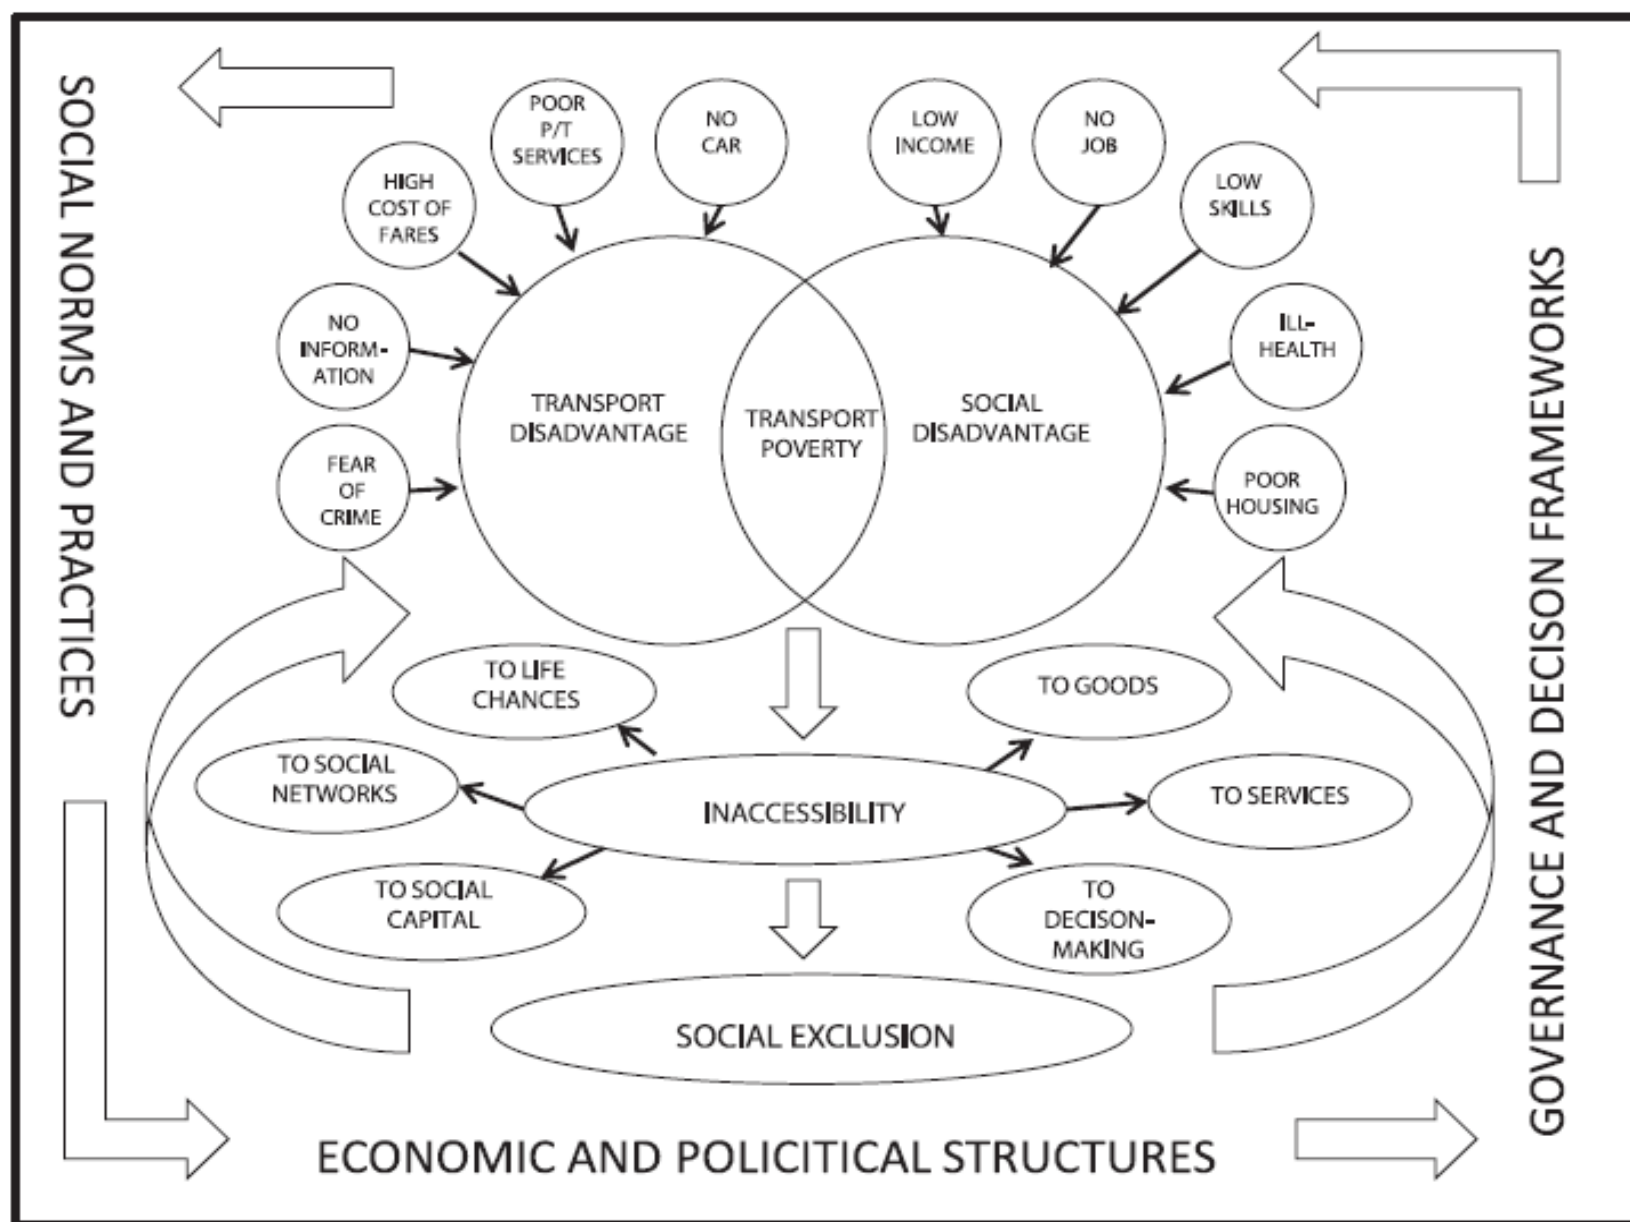 SOCIAL NORMS AND PRACTICES
POOR
P/T
SERVICES
NO
CAR
LOW
INCOME
NO
JOB
HIGH
COST OF
FARES
LOW
SKILLS
NO
INFORM-
ATION
ILL-
HEALTH
FEAR
OF
CRIME
POOR
HOUSING
TRANSPORT
DISADVANTAGE
TRANSPORT
POVERTY
SOCIAL
DISADVANTAGE
GOVERNANCE AND DECISON FRAMEWORKS
TO LIFE
CHANCES
TO GOODS
TO SOCIAL
NETWORKS
INACCESSIBILITY
TO SERVICES
TO SOCIAL
CAPITAL
TO
DECISON-
MAKING
SOCIAL EXCLUSION
ECONOMIC AND POLICITICAL STRUCTURES